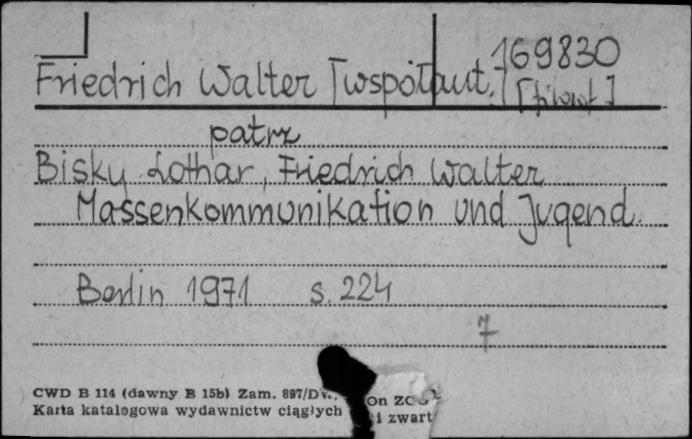 169830
Friedrich Walter [współaut.]
patrz
Bisky Lothar, Friedrich Walter
Massenkommunikation und Jugend.
Berlin 1971 s. 224
7
CWD B 114 (dawny B 15b) Zam. 897/D
Karta katalogowa wydawnictw ciągłych i zwart